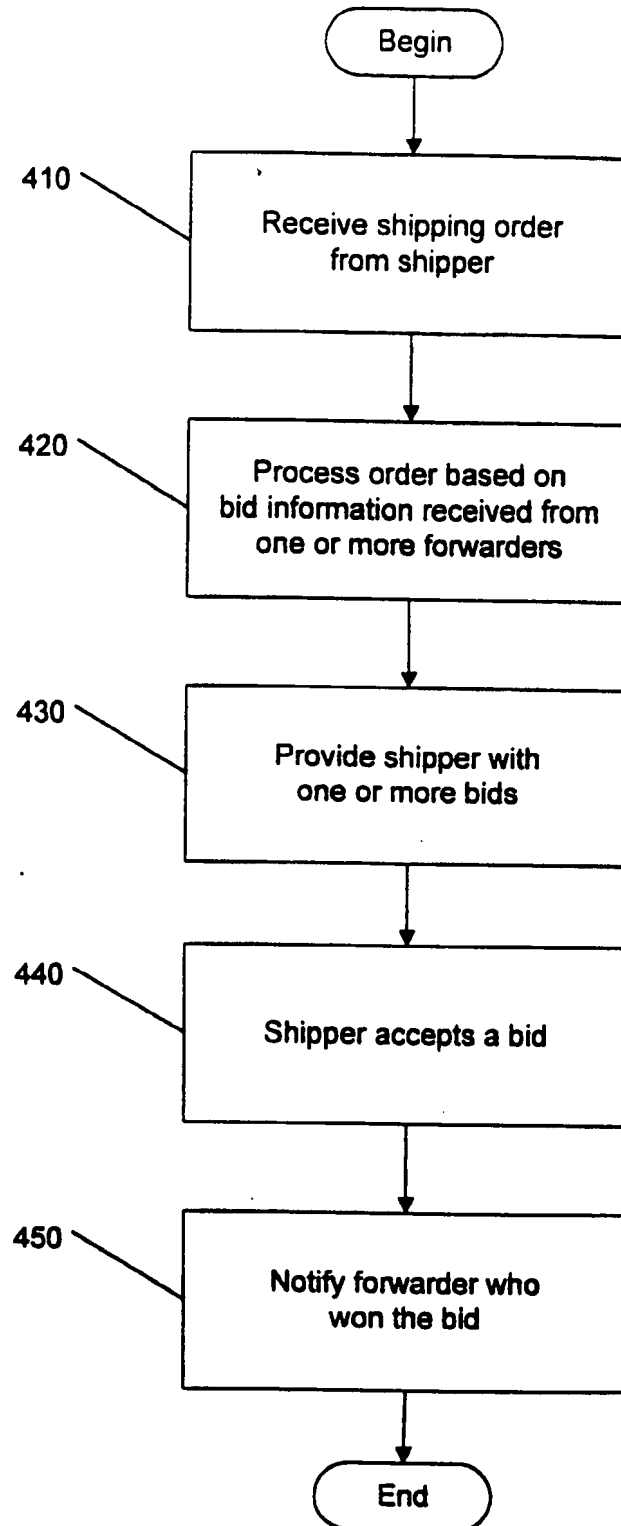 Begin
410
Receive shipping order
from shipper
420
Process order based on
bid information received from
one or more forwarders
430
Provide shipper with
one or more bids
440
Shipper accepts a bid
450
Notify forwarder who
won the bid
End